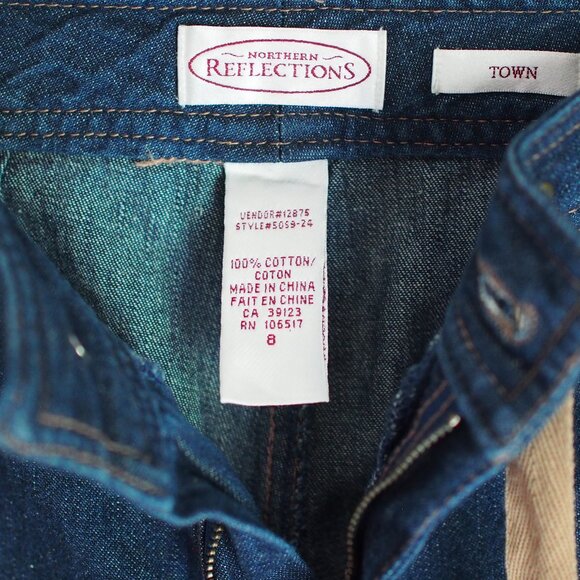 NORTHERN
REFLECTIONS
TOWN
VENDOR#12875
STYLE#5059-24
100% COTTON/
COTON
MADE IN CHINA
FAIT EN CHINE
CA 39123
RN 106517
8